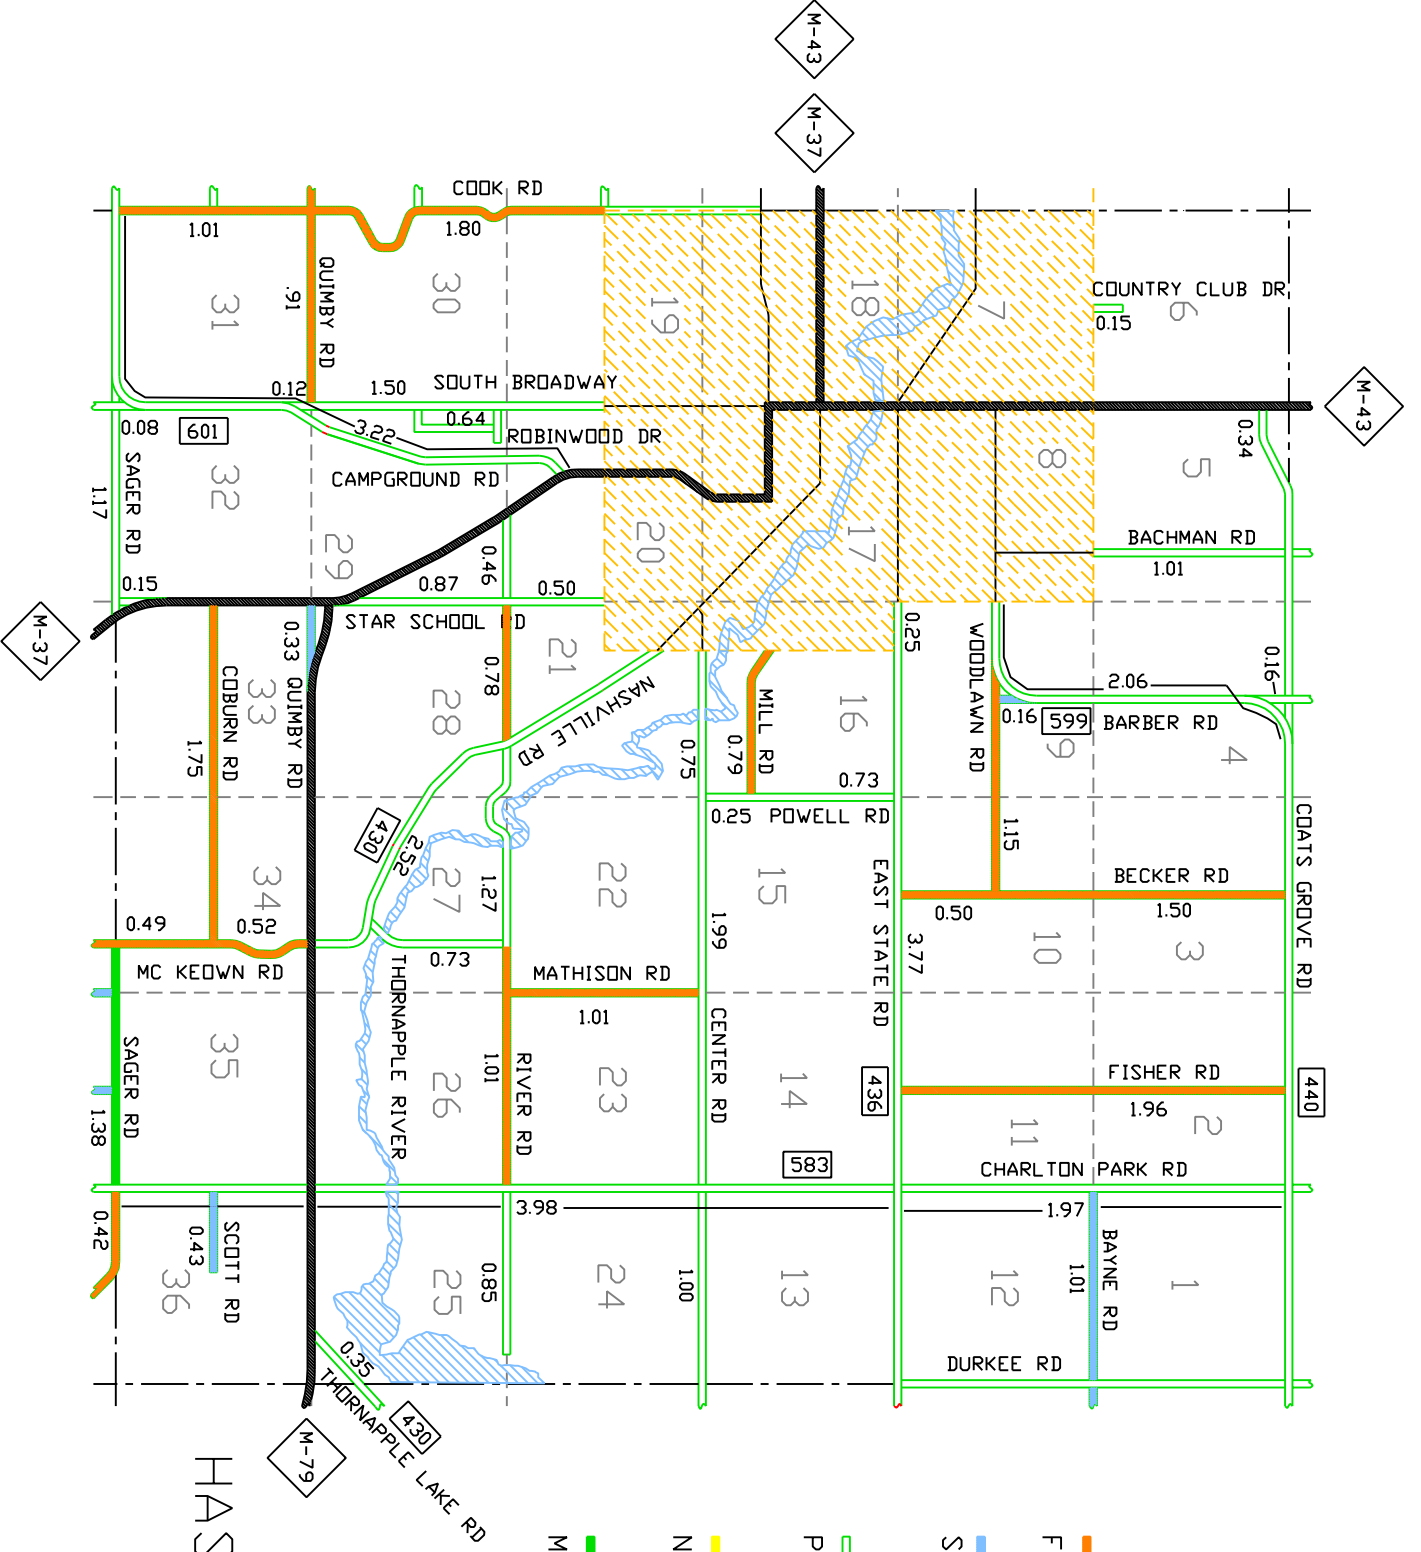 M-43
M-37
COOK RD
1.01
1.80
QUIMBY RD
.91
31
30
19
18
7
COUNTRY CLUB DR
0.15
6
0.12
1.50
SOUTH BROADWAY
M-43
0.08
601
3.22
0.64
ROBINWOOD DR
0.34
SAGER RD
1.17
32
CAMPGROUND RD
29
20
17
8
5
BACHMAN RD
1.01
0.15
0.87
0.46
0.50
STAR SCHOOL RD
M-37
0.33
QUIMBY RD
COBURN RD
33
1.75
28
0.78
21
NASHVILLE RD
0.75
MILL RD
0.79
16
0.73
0.25
WOODLAWN RD
0.16
599
2.06
BARBER RD
0.16
9
4
0.25 POWELL RD
430
2.52
27
1.27
34
22
15
1.99
EAST STATE RD
1.15
BECKER RD
0.50
1.50
COATS GROVE RD
0.49
0.52
MC KEOWN RD
0.73
MATHISON RD
1.01
3.77
10
3
THORNAPPLE RIVER
CENTER RD
35
SAGER RD
1.38
26
1.01
RIVER RD
23
14
436
FISHER RD
1.96
440
11
2
583
CHARLTON PARK RD
3.98
1.97
0.42
0.43
SCOTT RD
36
25
0.85
24
1.00
13
12
BAYNE RD
1.01
1
DURKEE RD
0.35
THORNAPPLE LAKE RD
430
M-79
HAS
M
N
P
S
F